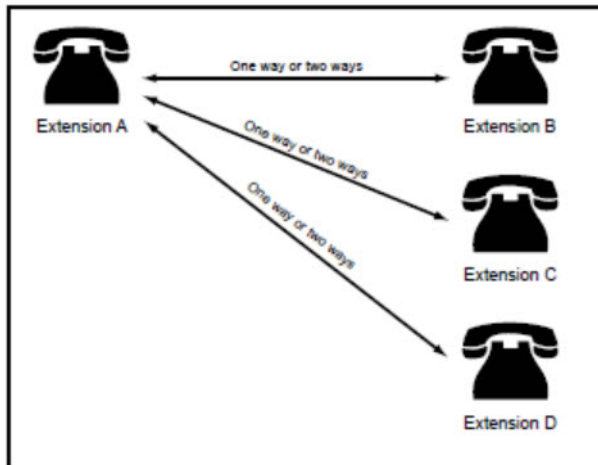 One way or two ways
Extension A
Extension B
One way or two ways
Extension C
One way or two ways
Extension D